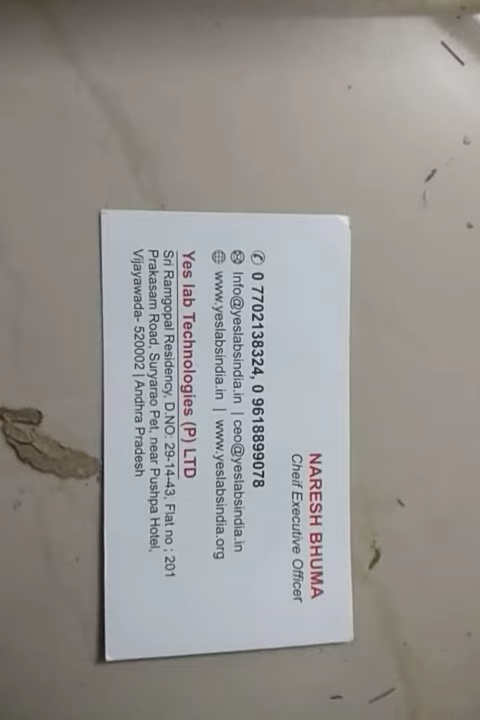 NARESH BHUMA
Cheif Executive Officer
0 7702138324, 0 9618899078
Info@yeslabsindia.in | ceo@yeslabsindia.in
www.yeslabsindia.in | www.yeslabsindia.org
Yes lab Technologies (P) LTD
Sri Ramgopal Residency, D.NO: 29-14-43, Flat no ; 201
Prakasam Road, Suryarao Pet, near Pushpa Hotel,
Vijayawada- 520002 | Andhra Pradesh